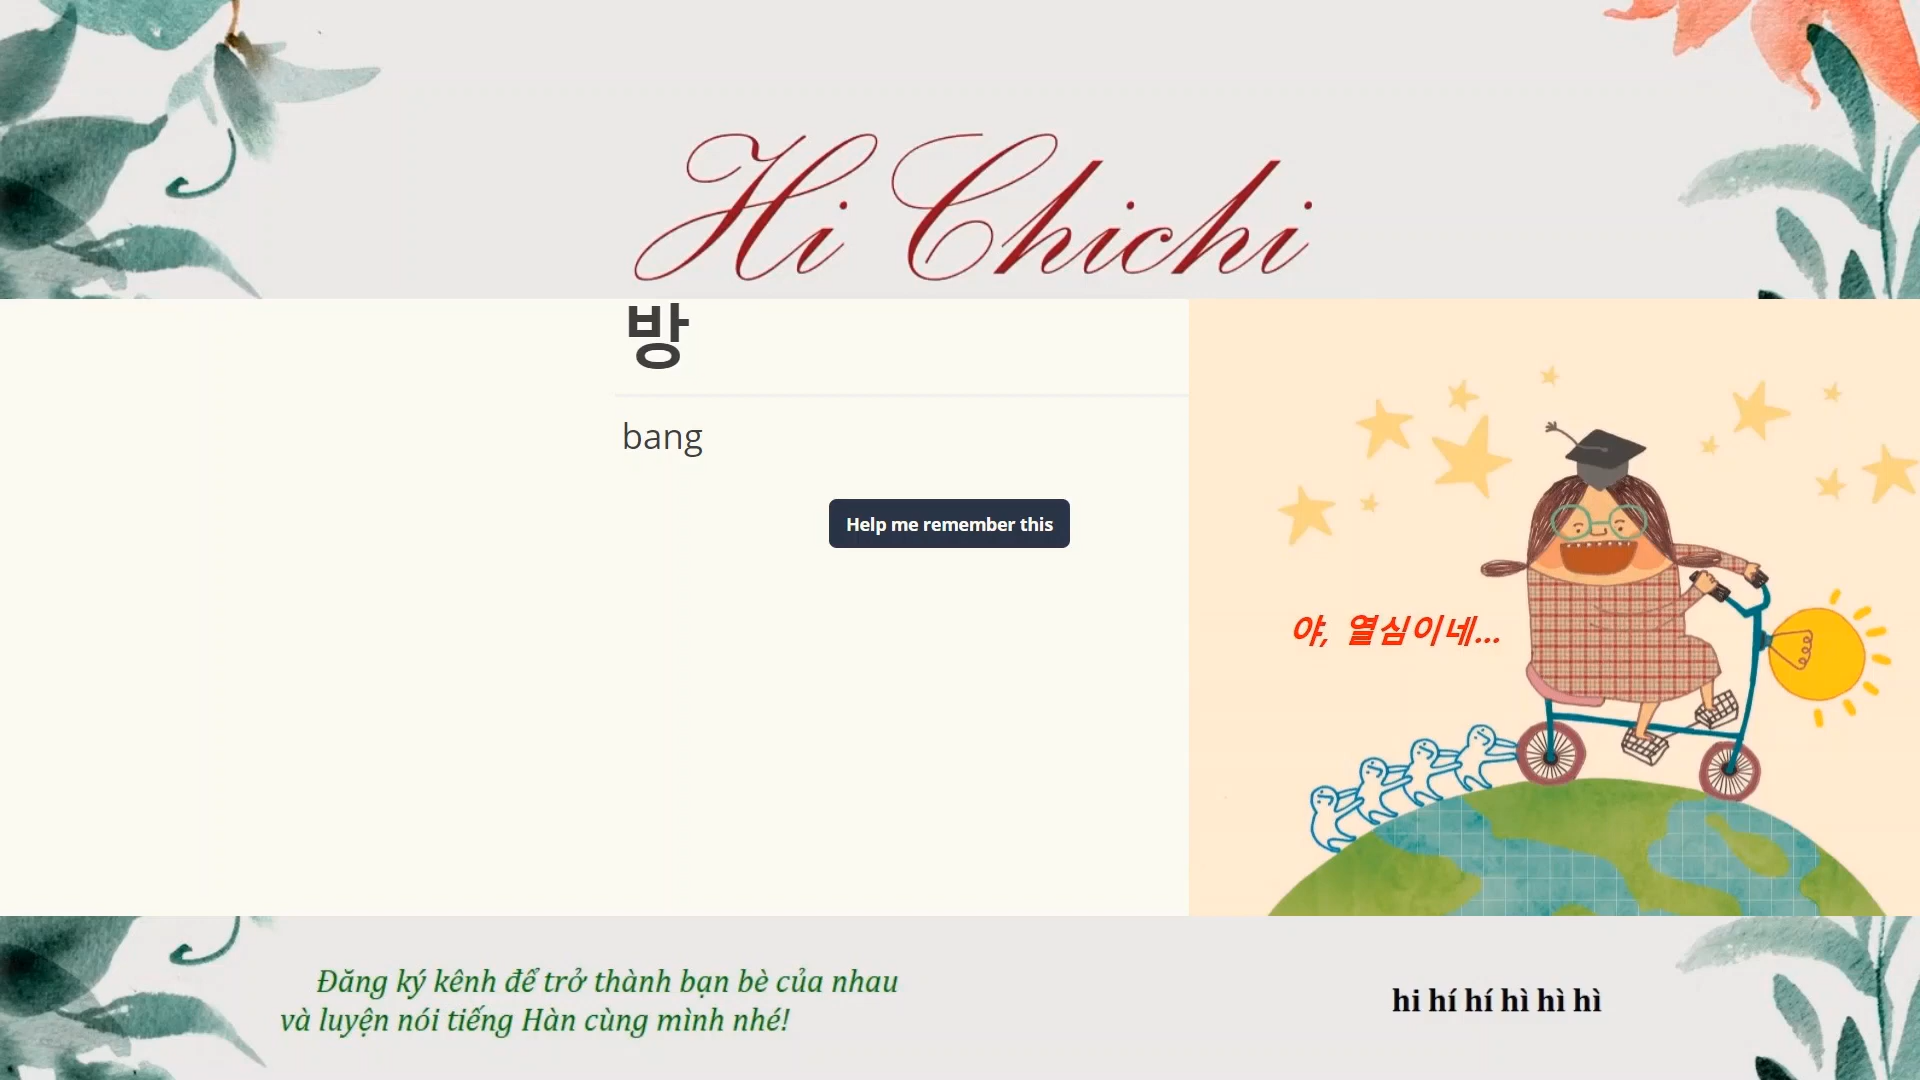 Hi Chichi
방
bang
Help me remember this
야, 열심이네...
Đăng ký kênh để trở thành bạn bè của nhau
và luyện nói tiếng Hàn cùng mình nhé!
hi hí hí hì hì hì